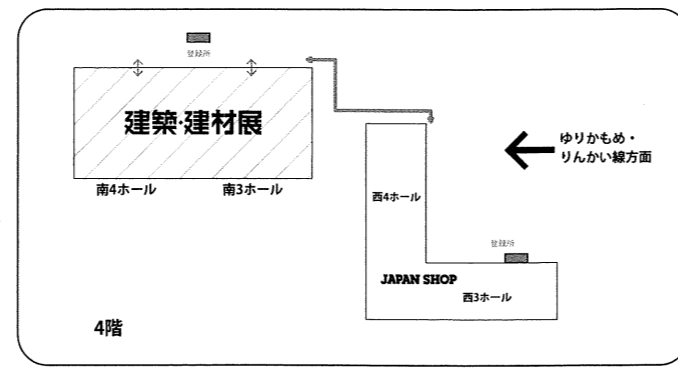 登録所
建築・建材展
ゆりかもめ・
りんかい線方面
南4ホール
南3ホール
西4ホール
登録所
JAPAN SHOP
西3ホール
4階